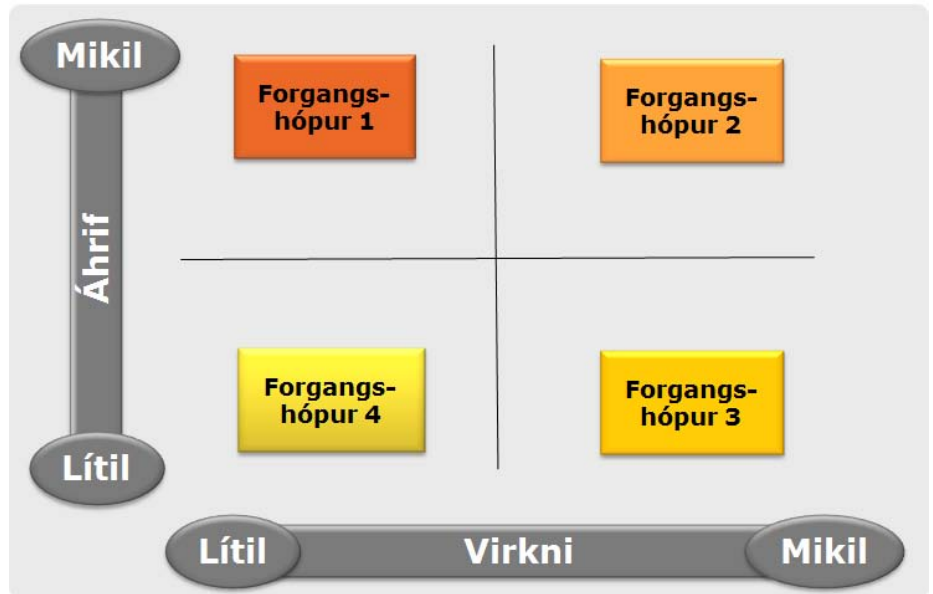 Mikil
Forgangs-
hópur 1
Forgangs-
hópur 2
Áhrif
Forgangs-
hópur 4
Forgangs-
hópur 3
Lítil
Lítil
Virkni
Mikil